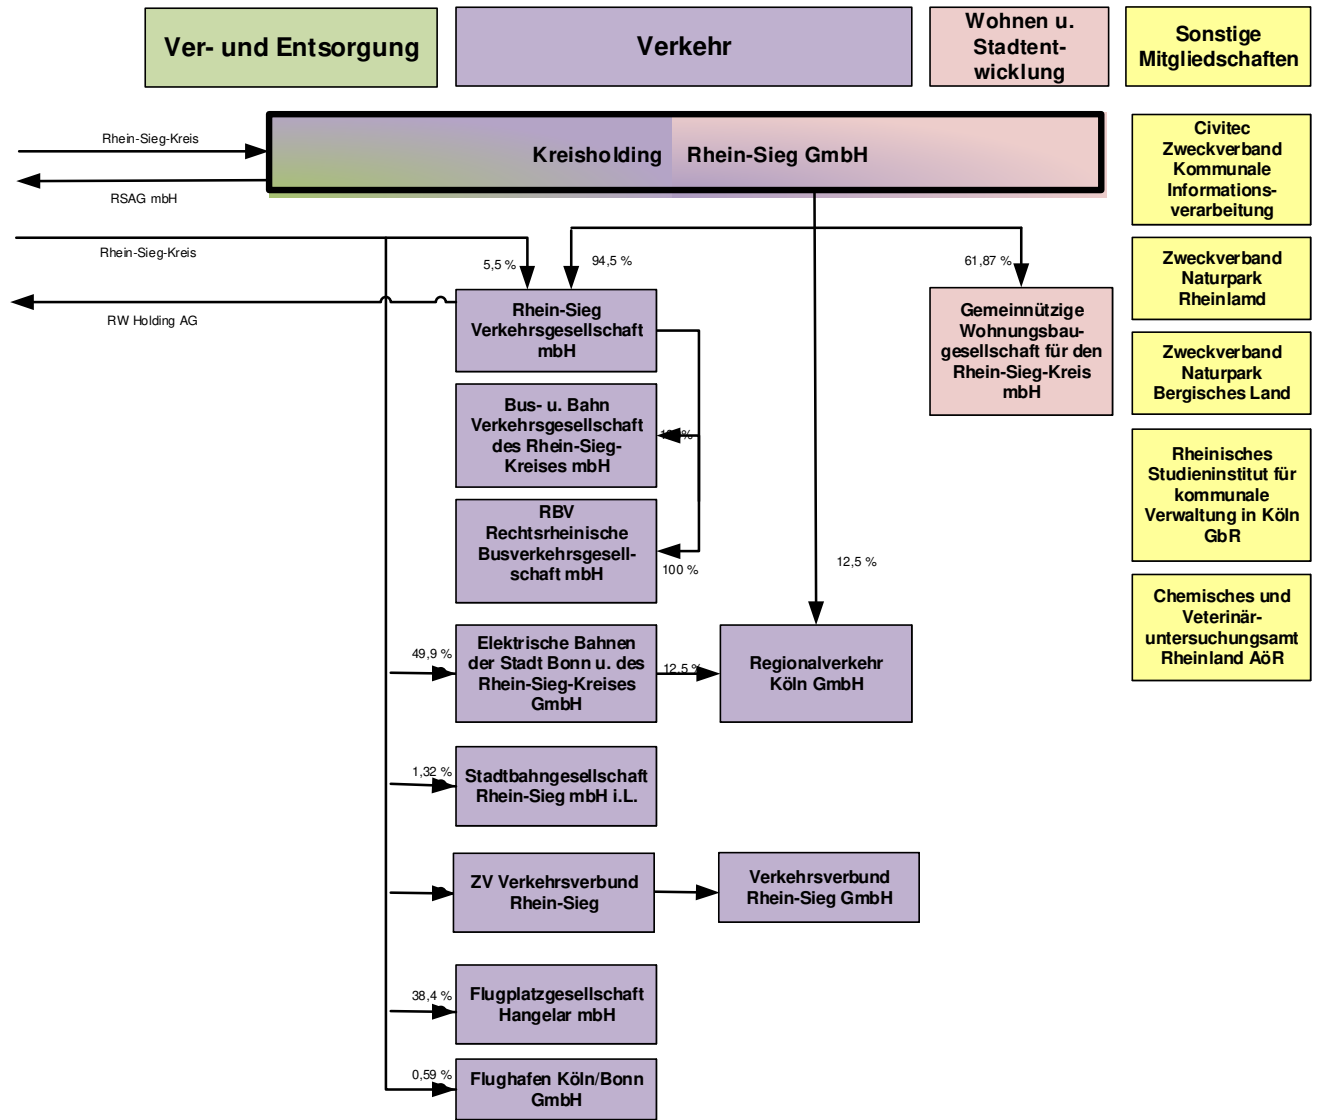 Ver- und Entsorgung
Verkehr
Wohnen u.
Stadtent-
wicklung
Sonstige
Mitgliedschaften
Rhein-Sieg-Kreis
RSAG mbH
Kreisholding Rhein-Sieg GmbH
Civitec
Zweckverband
Kommunale
Informations-
verarbeitung
Rhein-Sieg-Kreis
5,5 %
94,5 %
61,87 %
Zweckverband
Naturpark
Rheinlamd
RW Holding AG
Rhein-Sieg
Verkehrsgesellschaft
mbH
Gemeinnützige
Wohnungsbau-
gesellschaft für den
Rhein-Sieg-Kreis
mbH
Zweckverband
Naturpark
Bergisches Land
Bus- u. Bahn
Verkehrsgesellschaft
des Rhein-Sieg-
Kreises mbH
Rheinisches
Studieninstitut für
kommunale
Verwaltung in Köln
GbR
RBV
Rechtsrheinische
Busverkehrsgesell-
schaft mbH
100 %
12,5 %
Chemisches und
Veterinär-
untersuchungsamt
Rheinland AöR
49,9 %
Elektrische Bahnen
der Stadt Bonn u. des
Rhein-Sieg-Kreises
GmbH
12,5 %
Regionalverkehr
Köln GmbH
1,32 %
Stadtbahngesellschaft
Rhein-Sieg mbH i.L.
ZV Verkehrsverbund
Rhein-Sieg
Verkehrsverbund
Rhein-Sieg GmbH
38,4 %
Flugplatzgesellschaft
Hangelar mbH
0,59 %
Flughafen Köln/Bonn
GmbH